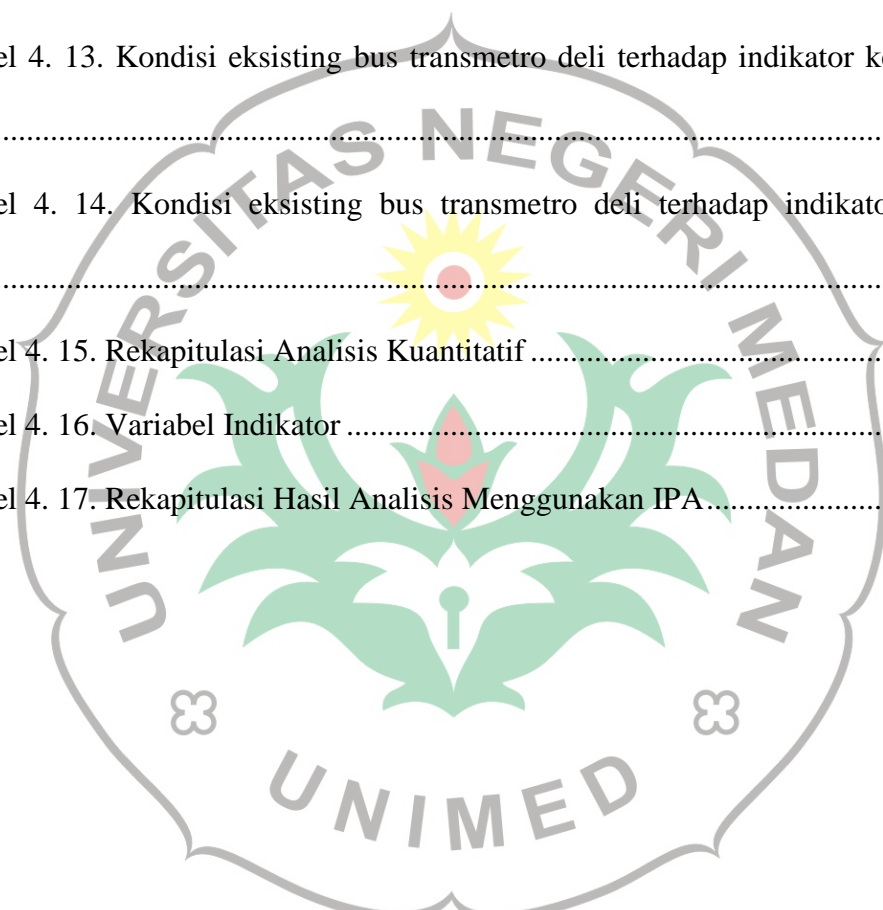 el 4. 13. Kondisi eksisting bus transmetro deli terhadap indikator k
....................................................................................................
el 4. 14. Kondisi eksisting bus transmetro deli terhadap indikato
....................................................................................................
el 4. 15. Rekapitulasi Analisis Kuantitatif .....................................
el 4. 16. Variabel Indikator ........................................................
el 4. 17. Rekapitulasi Hasil Analisis Menggunakan IPA...................
UNIVERSITAS NEGERI MEDAN
UNIMED